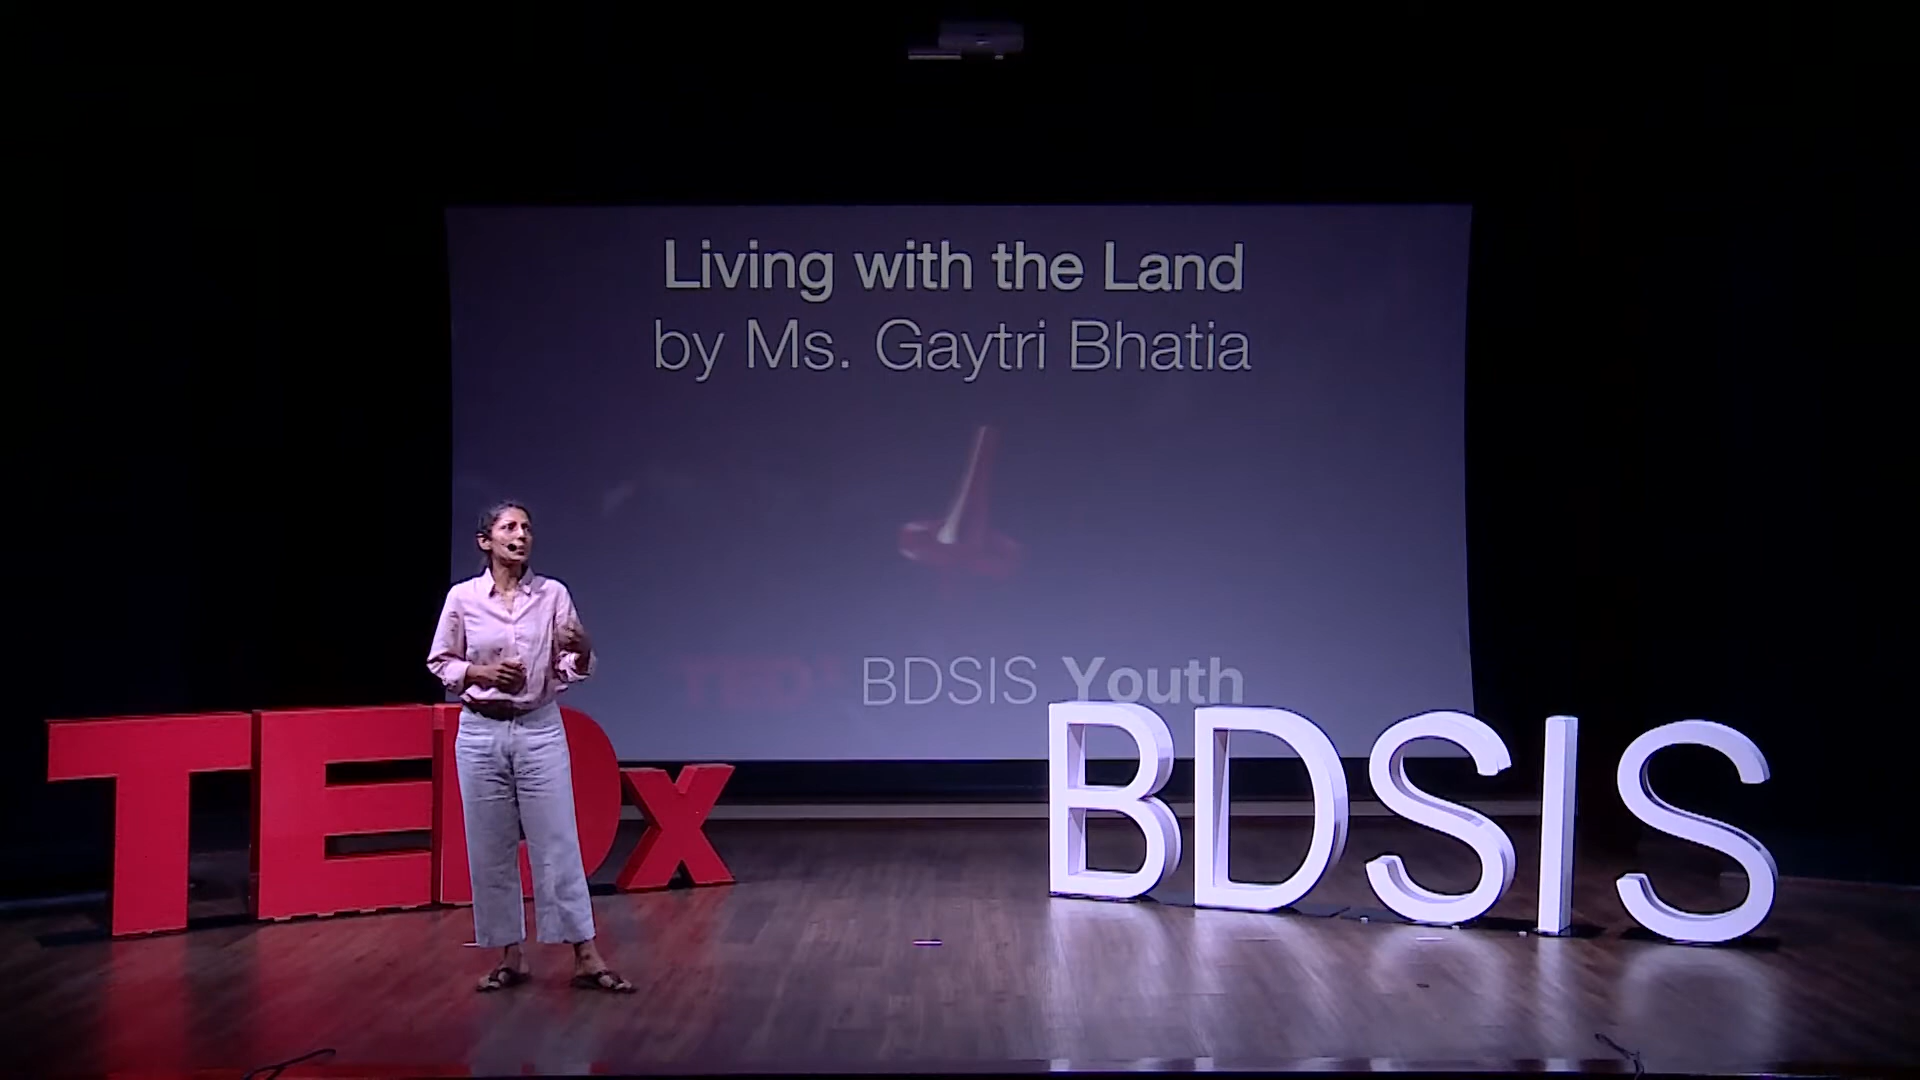 Living with the Land
by Ms. Gaytri Bhatia
TEDx BDSIS Youth
TEDx
BDSIS